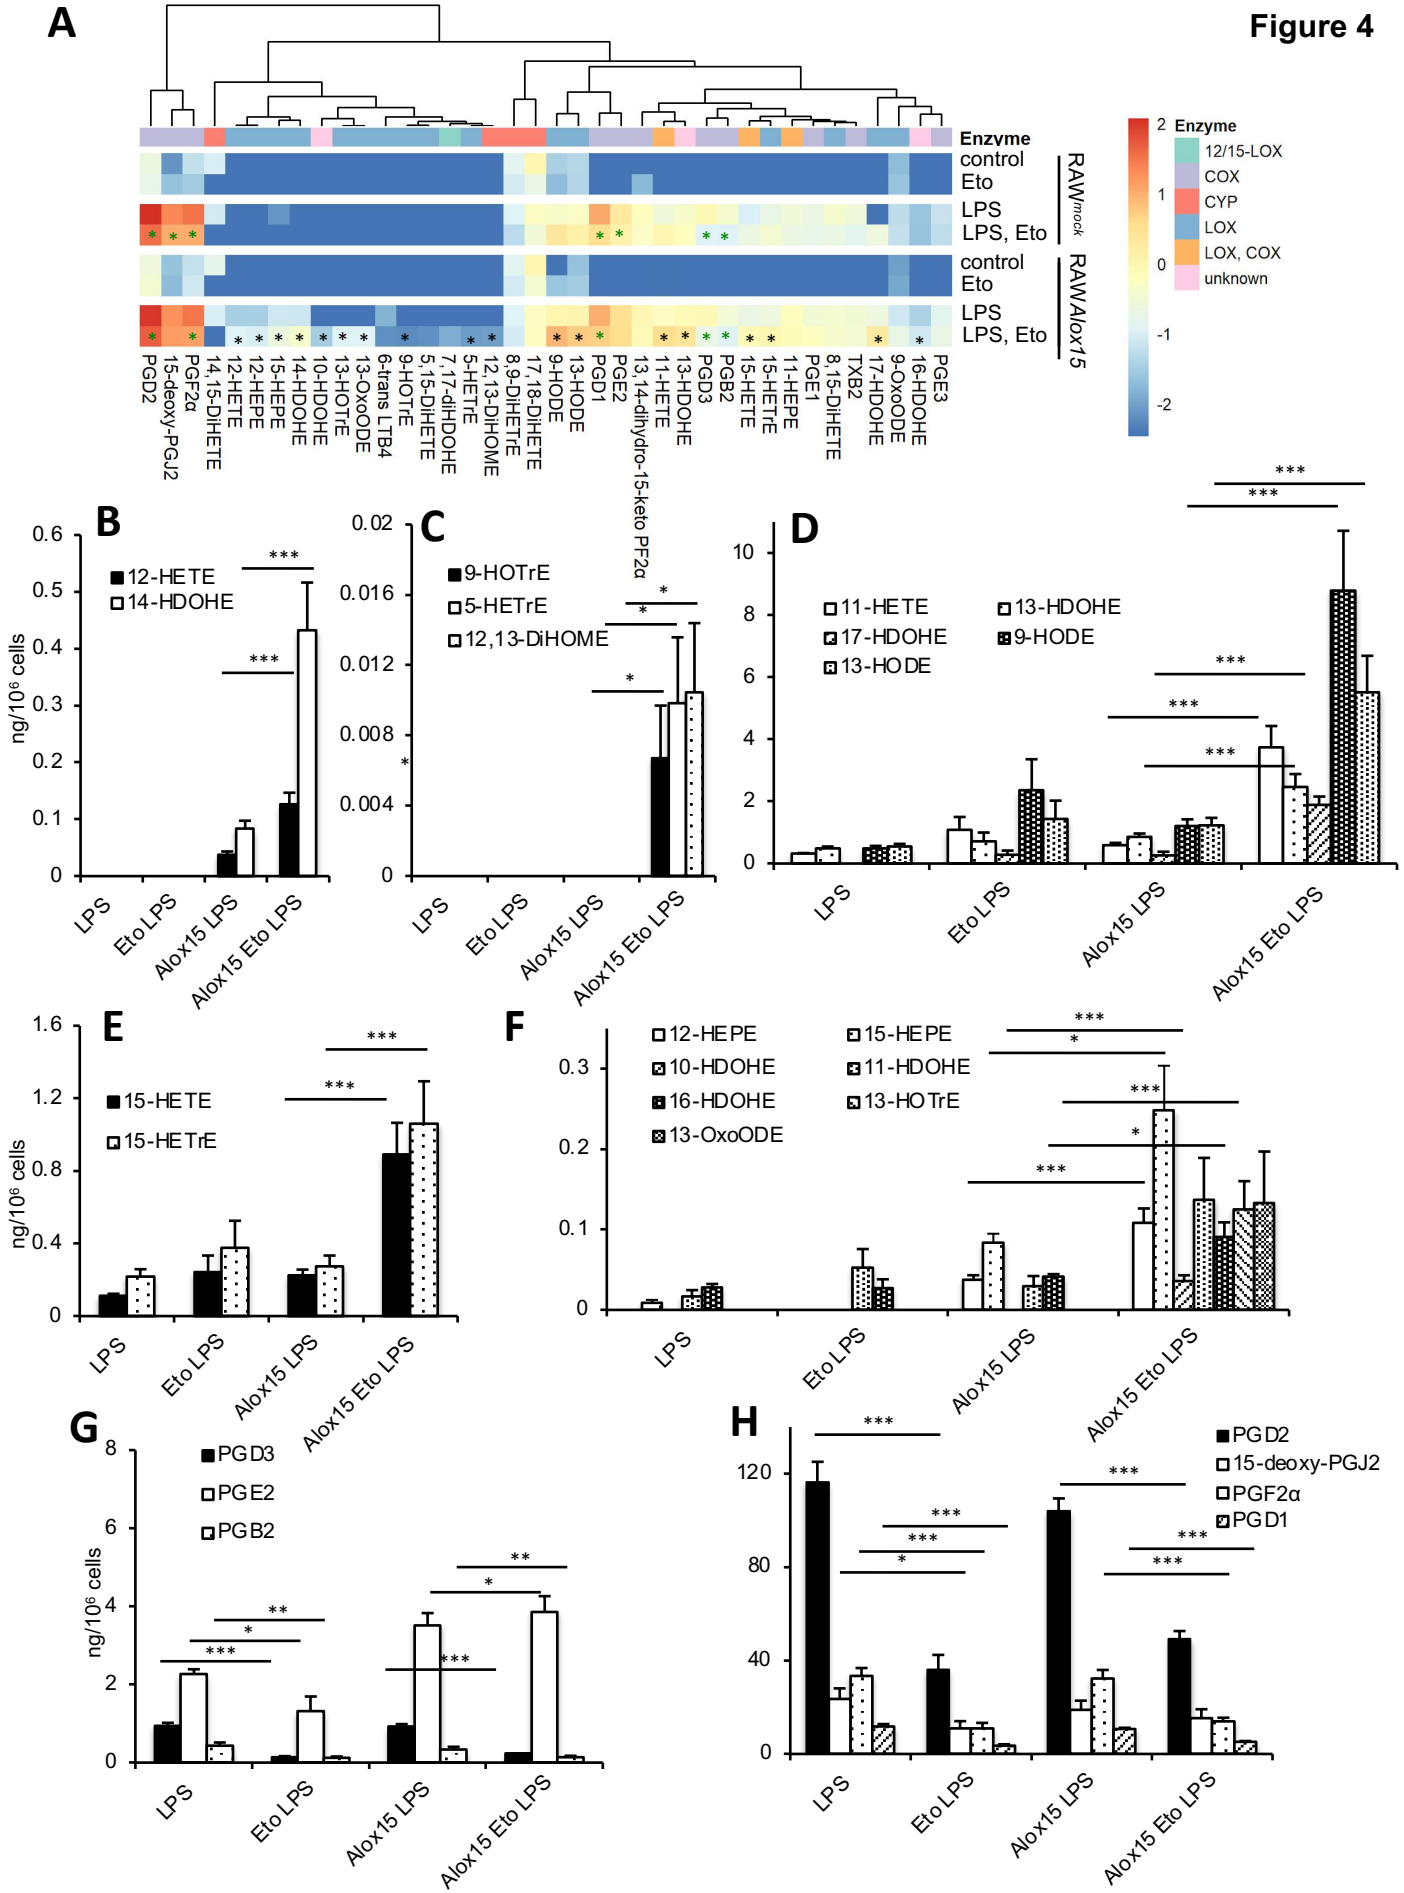 A
Figure 4
Enzyme
control
Eto
LPS
LPS, Eto
control
Eto
LPS
LPS, Eto
RAWmock
RAWAlox15
2
1
0
-1
-2
Enzyme
12/15-LOX
COX
CYP
LOX
LOX, COX
unknown
* * * * * * *
* * * * * * * * * * * * * * * * * * * * * * * *
PGD2
15-deoxy-PGJ2
PGF2α
14,15-DiHETE
12-HETE
12-HEPE
15-HEPE
14-HDOHE
10-HDOHE
13-HOTrE
13-OxoODE
6-trans LTB4
9-HOTrE
5,15-DiHETE
7,17-diHDOHE
5-HETrE
12,13-DiHOME
8,9-DiHETrE
17,18-DiHETE
9-HODE
13-HODE
PGD1
PGE2
13,14-dihydro-15-keto PF2α
11-HETE
13-HDOHE
PGD3
PGB2
15-HETE
15-HETrE
11-HEPE
PGE1
8,15-DiHETE
TXB2
17-HDOHE
9-OxoODE
16-HDOHE
PGE3
B
ng/10⁶ cells
0.6
0.5
0.4
0.3
0.2
0.1
0
12-HETE
14-HDOHE
***
***
LPS
Eto LPS
Alox15 LPS
Alox15 Eto LPS
C
0.02
0.016
0.012
0.008
0.004
0
*
9-HOTrE
5-HETrE
12,13-DiHOME
*
*
*
LPS
Eto LPS
Alox15 LPS
Alox15 Eto LPS
D
10
8
6
4
2
0
11-HETE
13-HDOHE
17-HDOHE
9-HODE
13-HODE
***
***
***
***
***
LPS
Eto LPS
Alox15 LPS
Alox15 Eto LPS
E
ng/10⁶ cells
1.6
1.2
0.8
0.4
0
15-HETE
15-HETrE
***
***
LPS
Eto LPS
Alox15 LPS
Alox15 Eto LPS
F
0.3
0.2
0.1
0
12-HEPE
15-HEPE
10-HDOHE
11-HDOHE
16-HDOHE
13-HOTrE
13-OxoODE
***
*
***
*
***
LPS
Eto LPS
Alox15 LPS
Alox15 Eto LPS
G
ng/10⁶ cells
8
6
4
2
0
PGD3
PGE2
PGB2
**
*
***
**
*
***
LPS
Eto LPS
Alox15 LPS
Alox15 Eto LPS
H
120
80
40
0
PGD2
15-deoxy-PGJ2
PGF2α
PGD1
***
***
***
*
***
***
***
LPS
Eto LPS
Alox15 LPS
Alox15 Eto LPS